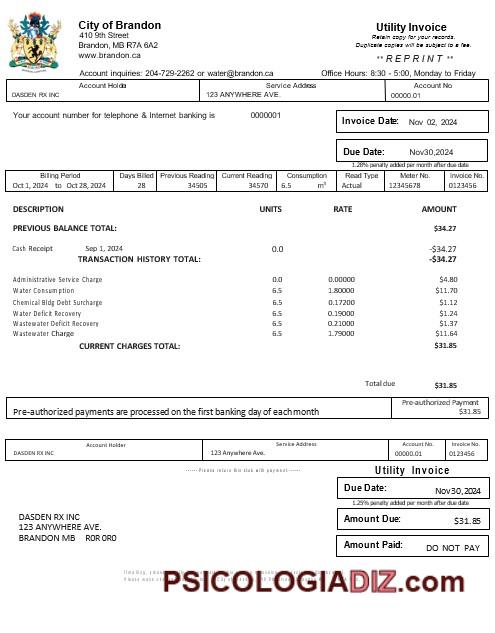 City of Brandon
410 9th Street
Brandon, MB R7A 6A2
www.brandon.ca
Utility Invoice
Retain copy for your records.
Duplicate copies will be subject to a fee.
** REPRINT **
Account inquiries: 204-729-2262 or water@brandon.ca
Office Hours: 8:30 - 5:00, Monday to Friday
Account Holder Service Address Account No
DASDEN RX INC 123 ANYWHERE AVE. 00000.01
Your account number for telephone & Internet banking is 0000001
Invoice Date: Nov 02, 2024
Due Date: Nov30,2024
1.28% penalty added per month after due date
Billing Period Days Billed Previous Reading Current Reading Consumption Read Type Meter No. Invoice No.
Oct 1, 2024 to Oct 28, 2024 28 34505 34570 6.5 m³ Actual 12345678 0123456
DESCRIPTION UNITS RATE AMOUNT
PREVIOUS BALANCE TOTAL: $34.27
Cash Receipt Sep 1, 2024 0.0 -$34.27
TRANSACTION HISTORY TOTAL: -$34.27
Administrative Service Charge 0.0 0.00000 $4.80
Water Consumption 6.5 1.80000 $11.70
Chemical Bldg Debt Surcharge 6.5 0.17200 $1.12
Water Deficit Recovery 6.5 0.19000 $1.24
Wastewater Deficit Recovery 6.5 0.21000 $1.37
Wastewater Charge 6.5 1.79000 $11.64
CURRENT CHARGES TOTAL: $31.85
Total due $31.85
Pre-authorized payments are processed on the first banking day of each month
Pre-authorized Payment
$31.85
Account Holder Service Address Account No. Invoice No.
DASDEN RX INC 123 Anywhere Ave. 00000.01 0123456
------Please return this stub with payment------
Utility Invoice
Due Date: Nov30,2024
1.25% penalty added per month after due date
Amount Due: $31.85
Amount Paid: DO NOT PAY
DASDEN RX INC
123 ANYWHERE AVE.
BRANDON MB R0R 0R0
PSICOLOGIADIZ.com